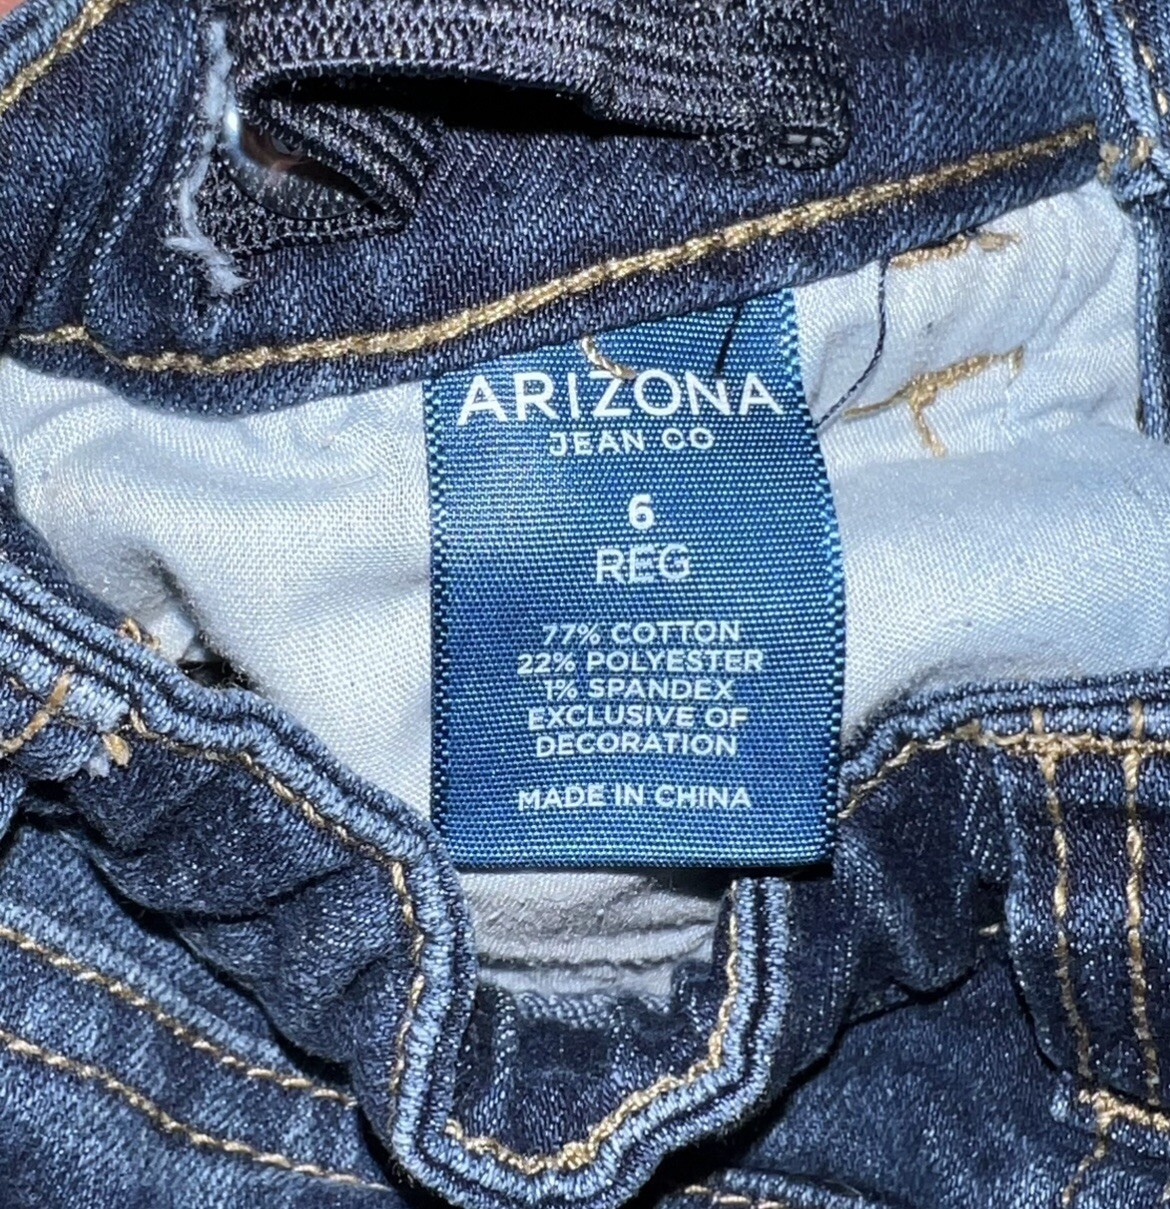 ARIZONA
JEAN CO
6
REG
77% COTTON
22% POLYESTER
1% SPANDEX
EXCLUSIVE OF
DECORATION
MADE IN CHINA